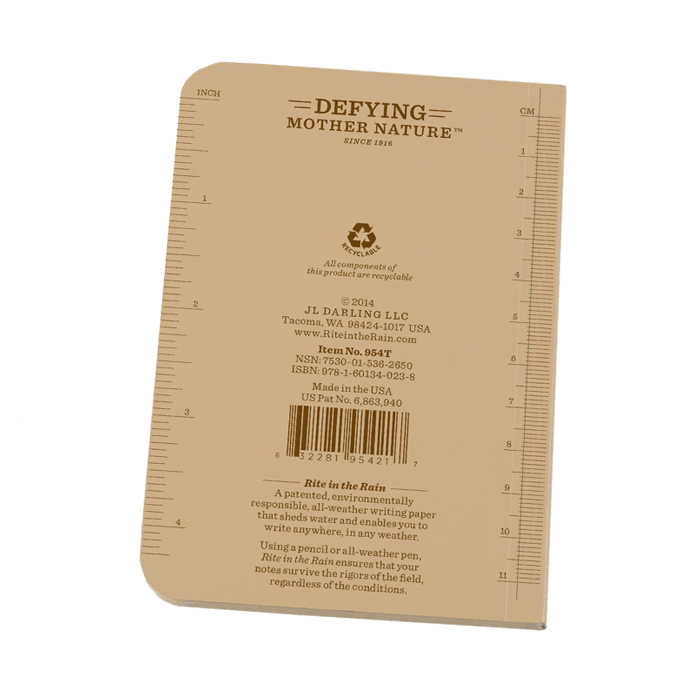 INCH
CM
DEFYING
MOTHER NATURE™
SINCE 1916
1
2
3
4
1
2
3
4
5
6
7
8
9
10
11
RECYCLABLE
All components of
this product are recyclable
© 2014
JL DARLING LLC
Tacoma, WA 98424-1017 USA
www.RiteintheRain.com
Item No. 954T
NSN: 7530-01-536-2650
ISBN: 978-1-60134-023-8
Made in the USA
US Pat No. 6,863,940
6 32281 95421 7
Rite in the Rain
A patented, environmentally
responsible, all-weather writing paper
that sheds water and enables you to
write anywhere, in any weather.
Using a pencil or all-weather pen,
Rite in the Rain ensures that your
notes survive the rigors of the field,
regardless of the conditions.